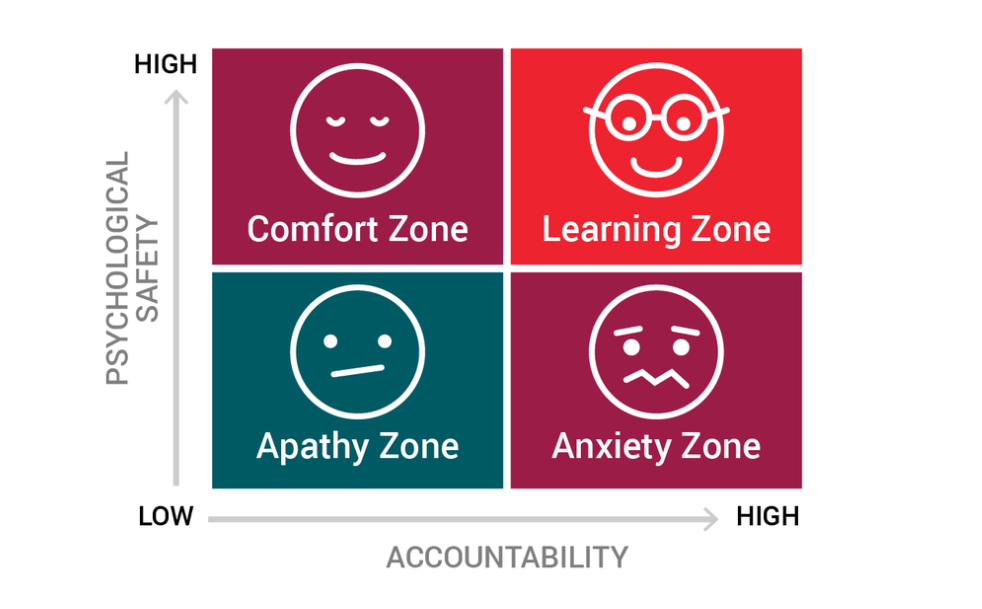 HIGH
PSYCHOLOGICAL
SAFETY
Comfort Zone
Learning Zone
Apathy Zone
Anxiety Zone
LOW
HIGH
ACCOUNTABILITY